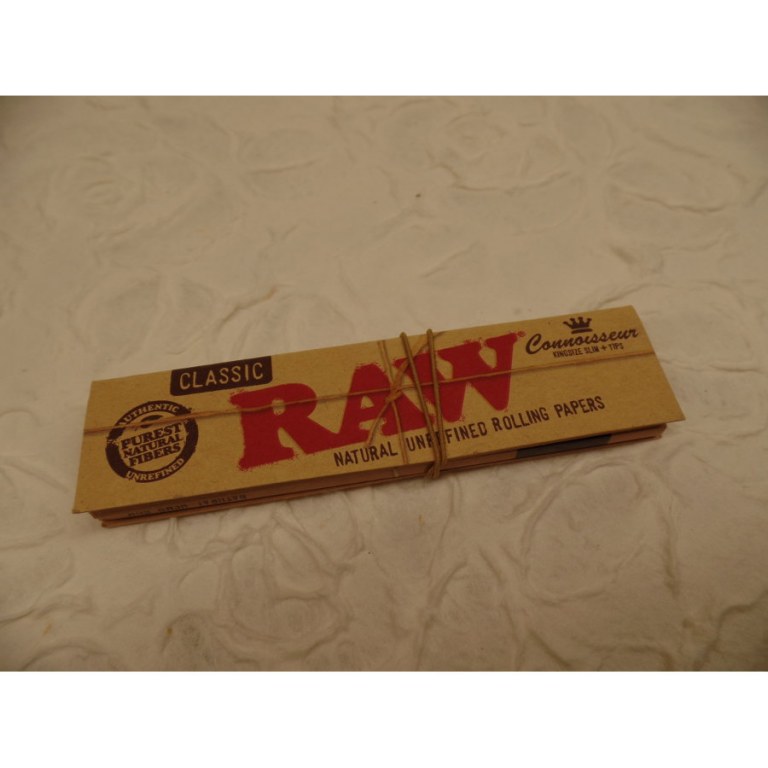 CLASSIC
RAW
Connoisseur
KINGSIZE SLIM + TIPS
AUTHENTIC
PUREST
NATURAL
FIBERS
UNREFINED
NATURAL UNREFINED ROLLING PAPERS